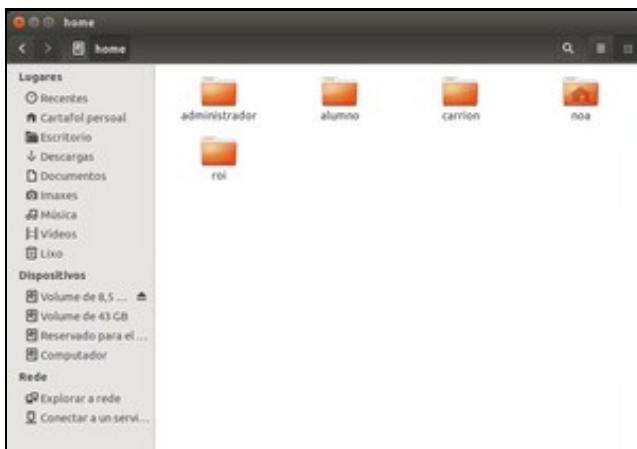 home
home
Lugares
Recentes
Cartafol persoal
Escritorio
Descargas
Documentos
Imaxes
Música
Vídeos
Lixo
Dispositivos
Volume de 8,5 ...
Volume de 43 GB
Reservado para el ...
Computador
Rede
Explorar a rede
Conectar a un servi...
administrador alumno carrion noa
roi